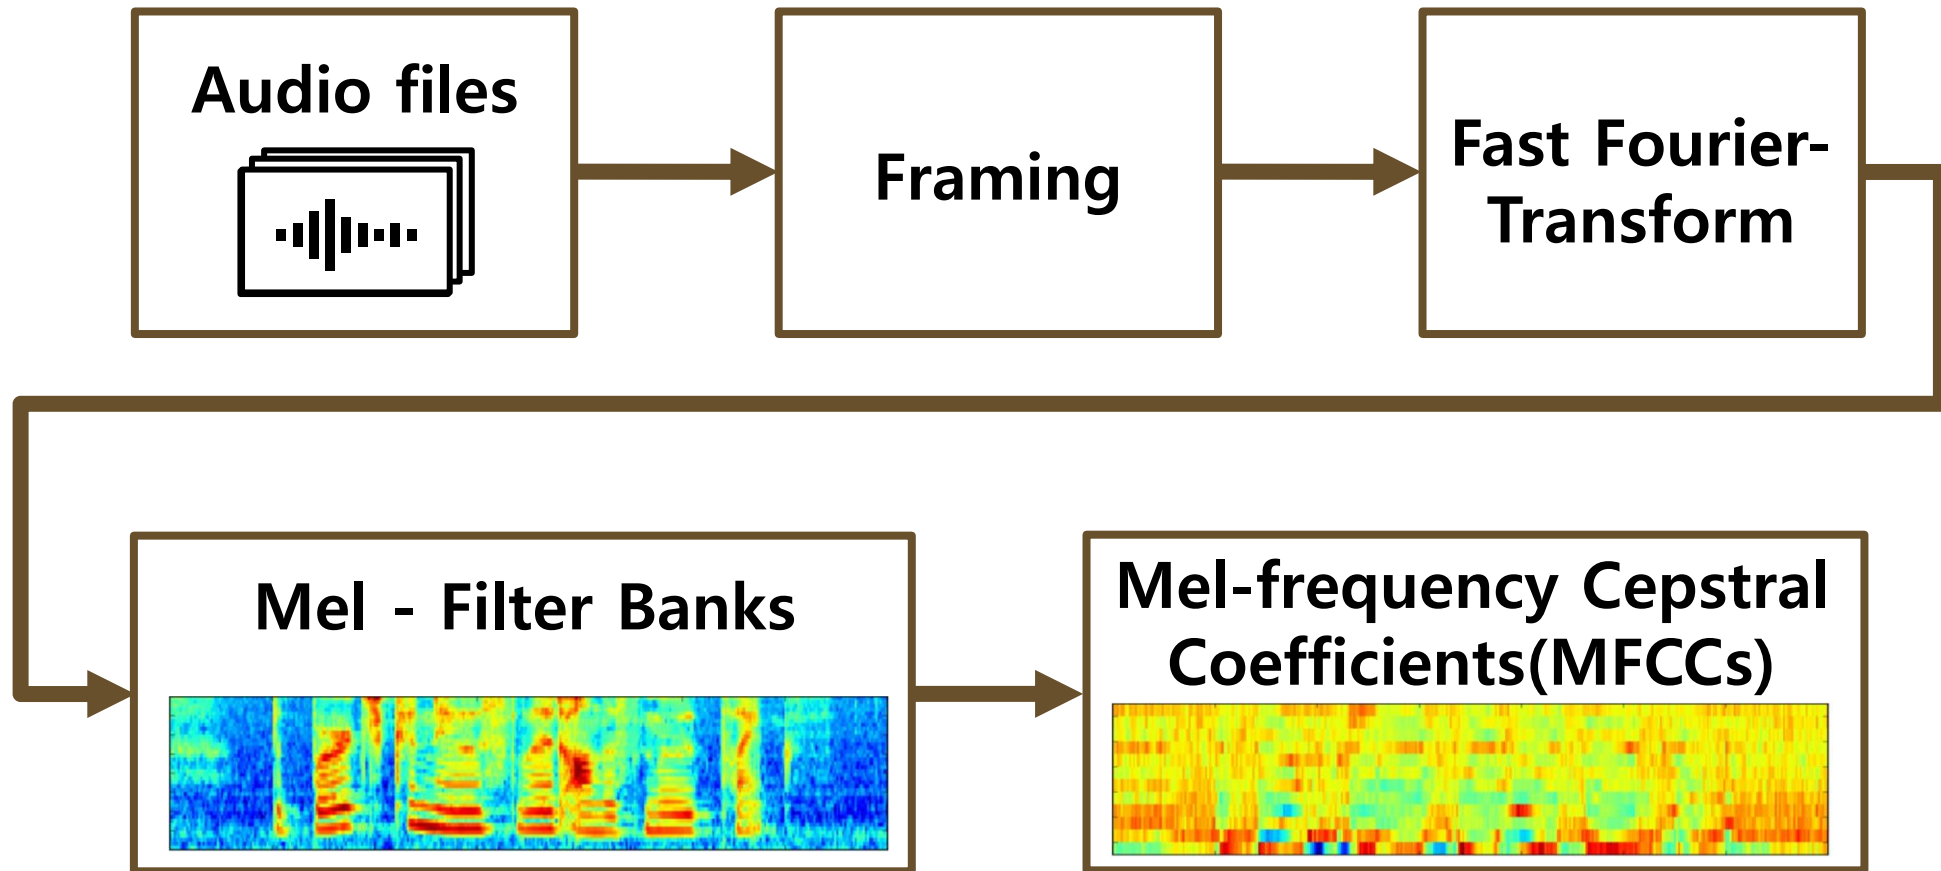 Audio files
Framing
Fast Fourier-
Transform
Mel - Filter Banks
Mel-frequency Cepstral
Coefficients(MFCCs)